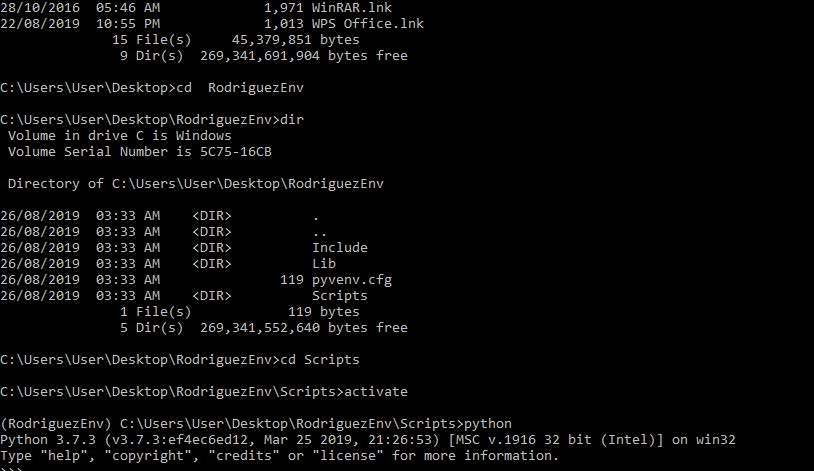 28/10/2016  05:46 AM             1,971 WinRAR.lnk
22/08/2019  10:55 PM             1,013 WPS Office.lnk
              15 File(s)     45,379,851 bytes
               9 Dir(s)  269,341,691,904 bytes free
C:\Users\User\Desktop>cd  RodriguezEnv
C:\Users\User\Desktop\RodriguezEnv>dir
 Volume in drive C is Windows
 Volume Serial Number is 5C75-16CB
 Directory of C:\Users\User\Desktop\RodriguezEnv
26/08/2019  03:33 AM    <DIR>          .
26/08/2019  03:33 AM    <DIR>          ..
26/08/2019  03:33 AM    <DIR>          Include
26/08/2019  03:33 AM    <DIR>          Lib
26/08/2019  03:33 AM               119 pyvenv.cfg
26/08/2019  03:33 AM    <DIR>          Scripts
               1 File(s)            119 bytes
               5 Dir(s)  269,341,552,640 bytes free
C:\Users\User\Desktop\RodriguezEnv>cd Scripts
C:\Users\User\Desktop\RodriguezEnv\Scripts>activate
(RodriguezEnv) C:\Users\User\Desktop\RodriguezEnv\Scripts>python
Python 3.7.3 (v3.7.3:ef4ec6ed12, Mar 25 2019, 21:26:53) [MSC v.1916 32 bit (Intel)] on win32
Type "help", "copyright", "credits" or "license" for more information.
>>>